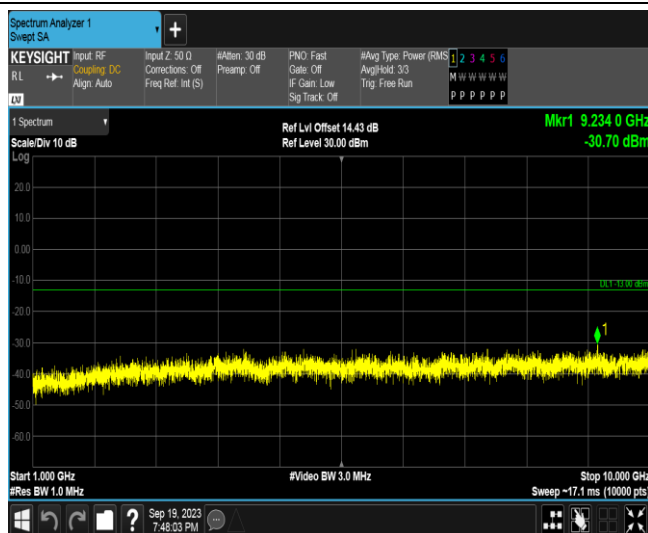 Spectrum Analyzer 1
Swept SA
KEYSIGHT
RL
LXI
Input: RF
Coupling: DC
Align: Auto
Input Z: 50 Ω
Corrections: Off
Freq Ref: Int (S)
#Atten: 30 dB
Preamp: Off
PNO: Fast
Gate: Off
IF Gain: Low
Sig Track: Off
#Avg Type: Power (RMS
Avg|Hold: 3/3
Trig: Free Run
1 2 3 4 5 6
M W W W W W
P P P P P P
1 Spectrum
Scale/Div 10 dB
Ref Lvl Offset 14.43 dB
Ref Level 30.00 dBm
Mkr1 9.234 0 GHz
-30.70 dBm
Log
20.0
10.0
0.00
-10.0
DL1 -13.00 dBm
-20.0
1
-30.0
-40.0
-50.0
-60.0
Start 1.000 GHz
#Video BW 3.0 MHz
Stop 10.000 GHz
#Res BW 1.0 MHz
Sweep ~17.1 ms (10000 pts)
?
Sep 19, 2023
7:48:03 PM